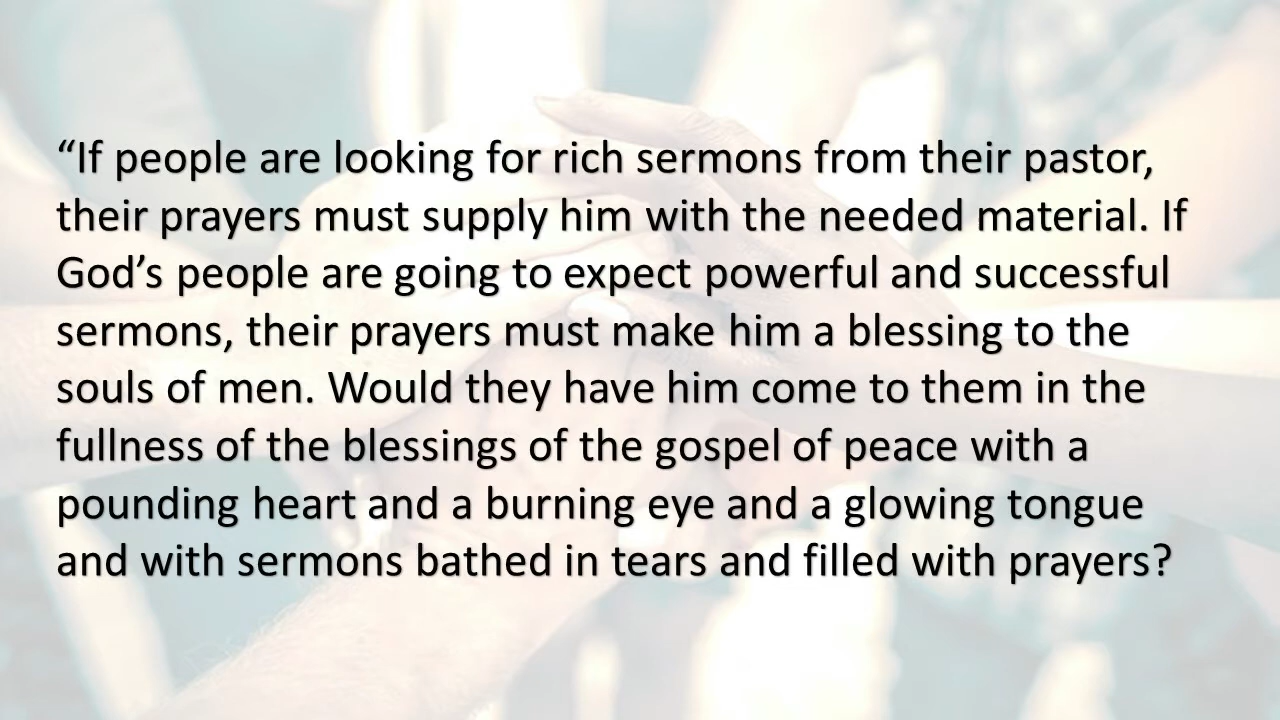 “If people are looking for rich sermons from their pastor,
their prayers must supply him with the needed material. If
God’s people are going to expect powerful and successful
sermons, their prayers must make him a blessing to the
souls of men. Would they have him come to them in the
fullness of the blessings of the gospel of peace with a
pounding heart and a burning eye and a glowing tongue
and with sermons bathed in tears and filled with prayers?